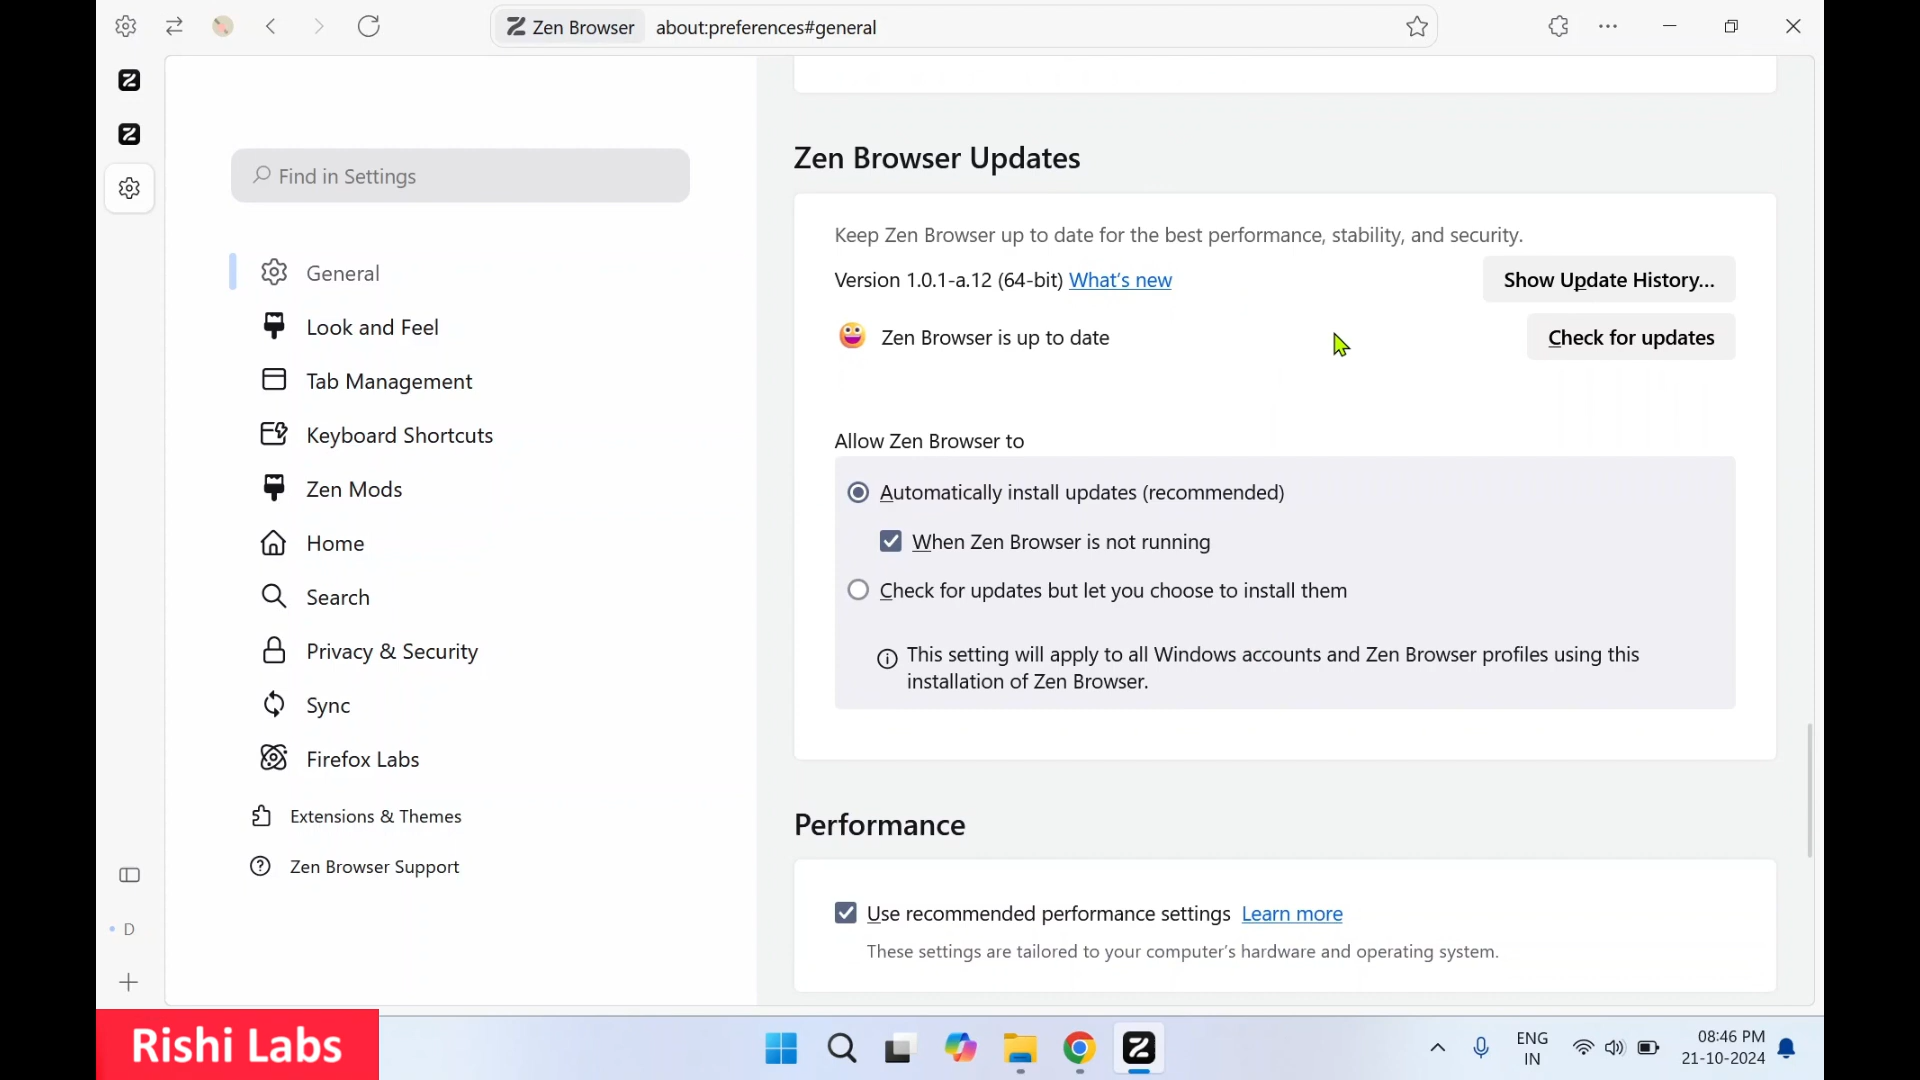 Zen Browser about:preferences#general
Find in Settings
General
Look and Feel
Tab Management
Keyboard Shortcuts
Zen Mods
Home
Search
Privacy & Security
Sync
Firefox Labs
Extensions & Themes
Zen Browser Support
D
Zen Browser Updates
Keep Zen Browser up to date for the best performance, stability, and security.
Version 1.0.1-a.12 (64-bit) What's new
Show Update History...
Zen Browser is up to date
Check for updates
Allow Zen Browser to
Automatically install updates (recommended)
When Zen Browser is not running
Check for updates but let you choose to install them
This setting will apply to all Windows accounts and Zen Browser profiles using this
installation of Zen Browser.
Performance
Use recommended performance settings Learn more
These settings are tailored to your computer's hardware and operating system.
Rishi Labs
ENG
IN
08:46 PM
21-10-2024